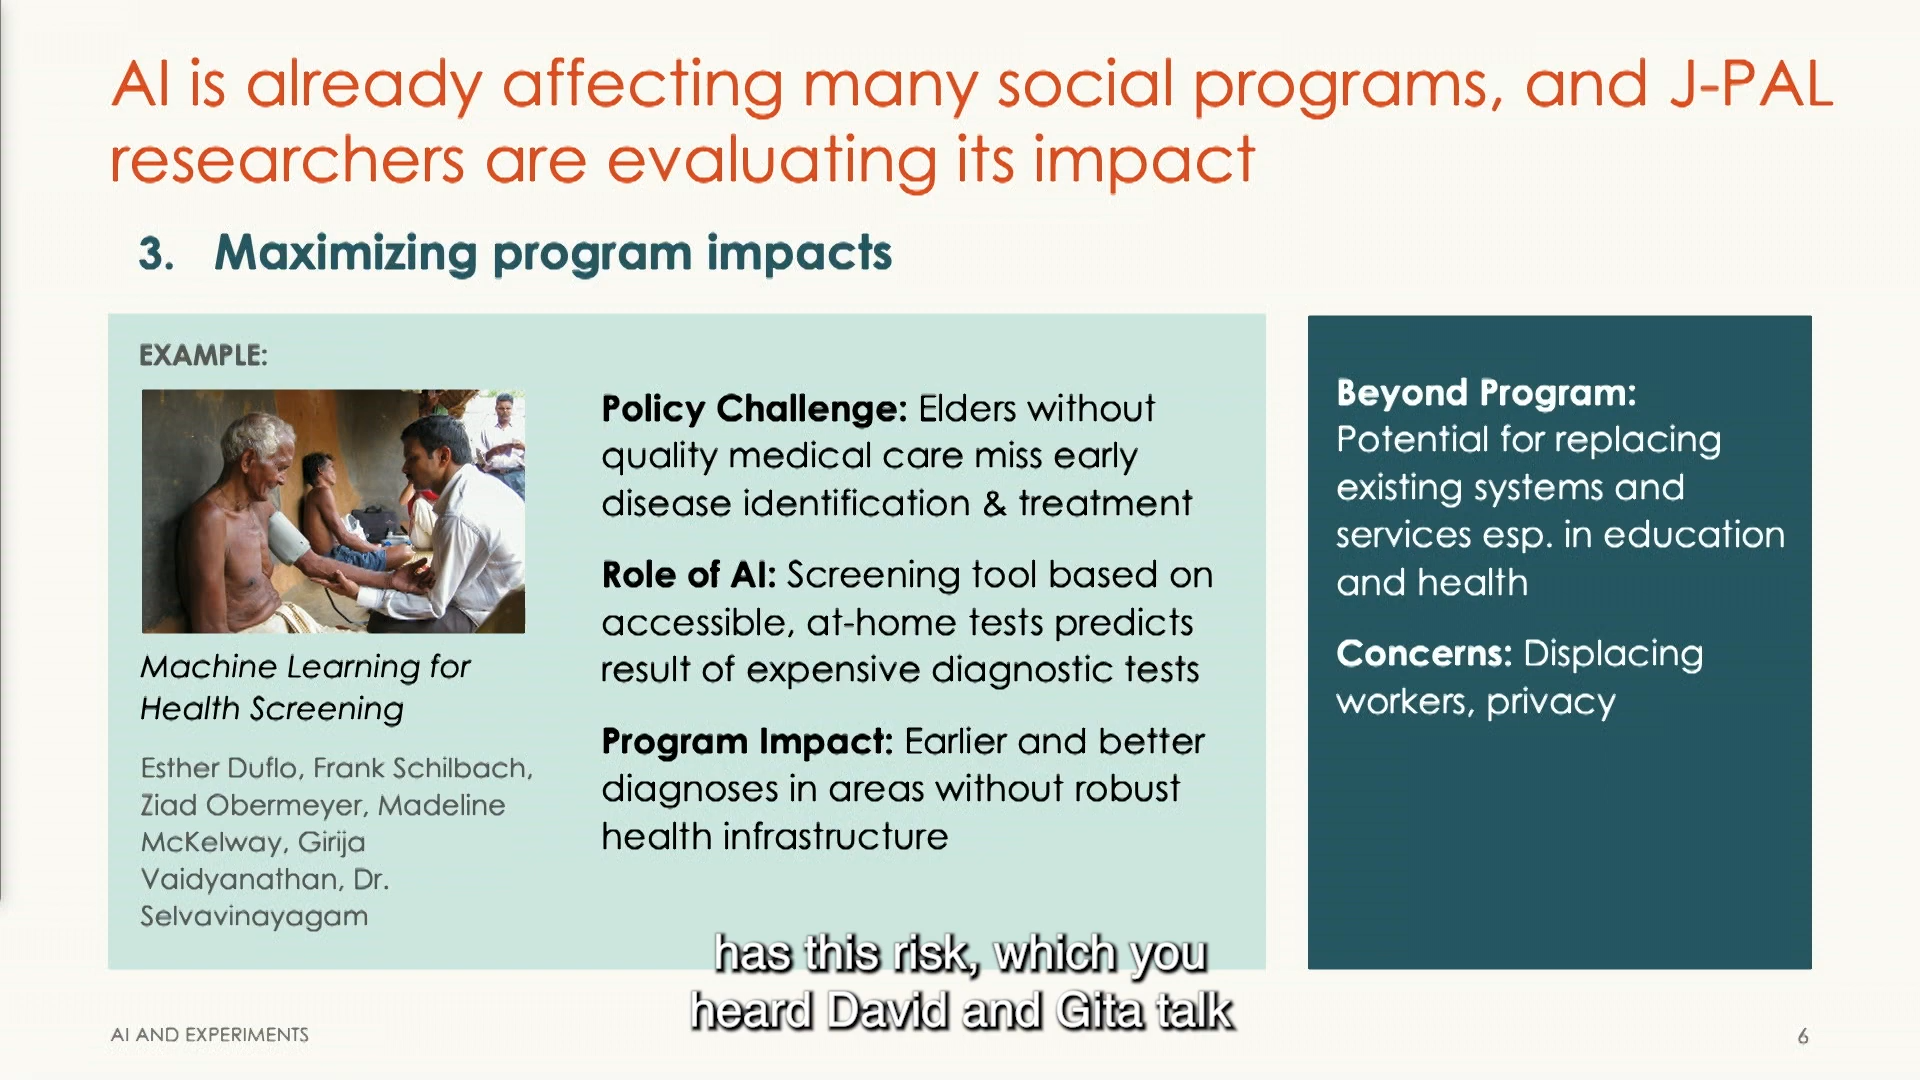 AI is already affecting many social programs, and J-PAL
researchers are evaluating its impact
3. Maximizing program impacts
EXAMPLE:
Machine Learning for
Health Screening
Esther Duflo, Frank Schilbach,
Ziad Obermeyer, Madeline
McKelway, Girija
Vaidyanathan, Dr.
Selvavinayagam
Policy Challenge: Elders without
quality medical care miss early
disease identification & treatment
Role of AI: Screening tool based on
accessible, at-home tests predicts
result of expensive diagnostic tests
Program Impact: Earlier and better
diagnoses in areas without robust
health infrastructure
Beyond Program:
Potential for replacing
existing systems and
services esp. in education
and health
Concerns: Displacing
workers, privacy
has this risk, which you
heard David and Gita talk
AI AND EXPERIMENTS
6